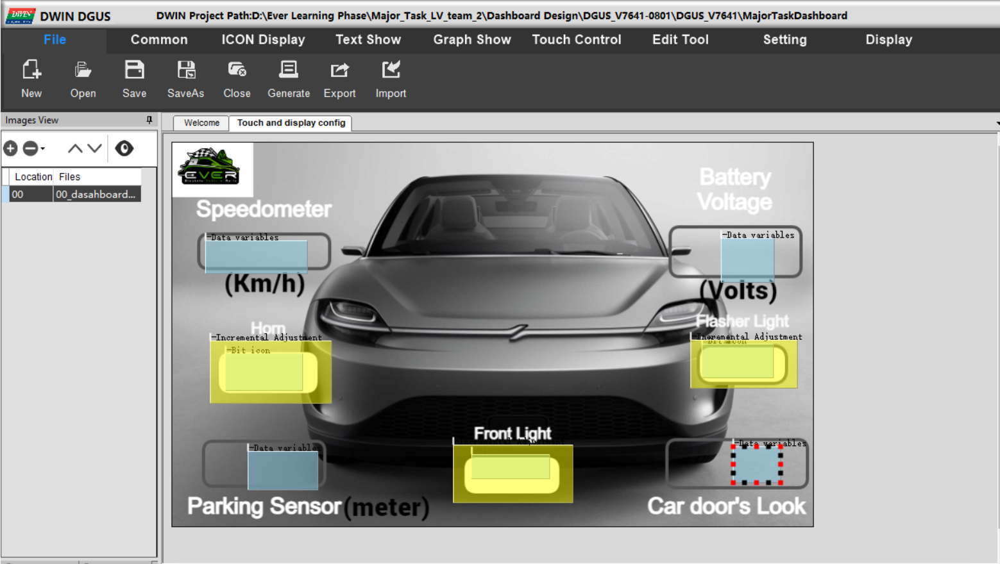 DWIN DWIN DGUS DWIN Project Path:D:\Ever Learning Phase\Major_Task_LV_team_2\Dashboard Design\DGUS_V7641-0801\DGUS_V7641\MajorTaskDashboard
File Common ICON Display Text Show Graph Show Touch Control Edit Tool Setting Display
New Open Save SaveAs Close Generate Export Import
Images View
Welcome Touch and display config
Location Files
00 00_dasahboard...
EVER
Battery
Voltage
Speedometer
Data variables
Data variables
(Km/h)
(Volts)
Horn
Flasher Light
Incremental Adjustment
Incremental Adjustment
Bit icon
Bit icon
Front Light
Incremental Adjustment
Data variables
Data variables
Parking Sensor(meter)
Car door's Look